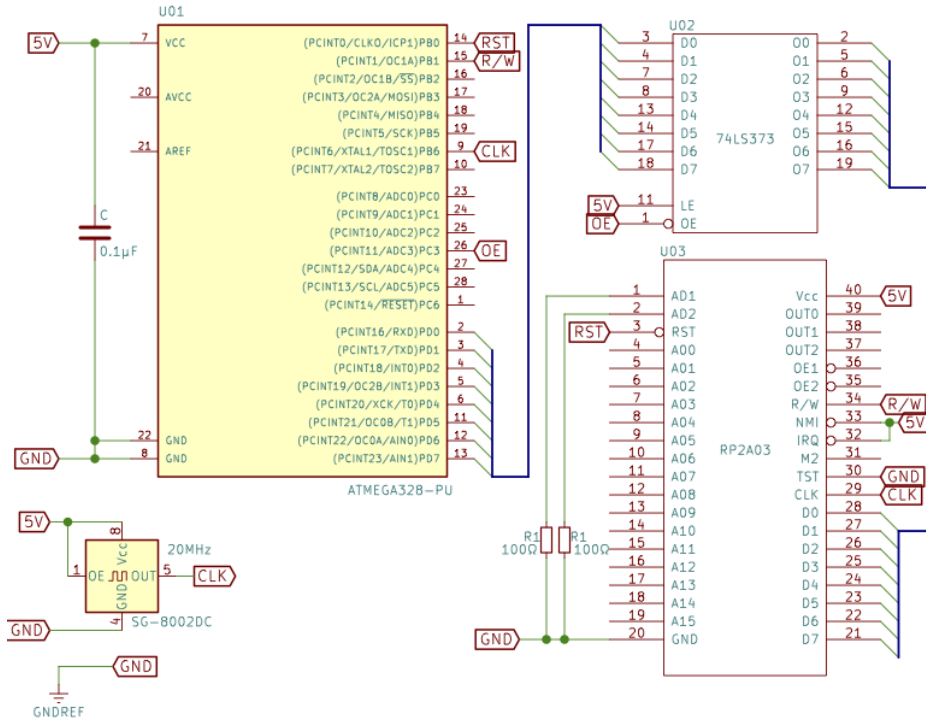 U01
5V
7 VCC
20 AVCC
21 AREF
22 GND
8 GND
GND
C
0.1µF
(PCINT0/CLKO/ICP1)PB0 14 RST
(PCINT1/OC1A)PB1 15 R/W
(PCINT2/OC1B/SS)PB2 16
(PCINT3/OC2A/MOSI)PB3 17
(PCINT4/MISO)PB4 18
(PCINT5/SCK)PB5 19
(PCINT6/XTAL1/TOSC1)PB6 9 CLK
(PCINT7/XTAL2/TOSC2)PB7 10
(PCINT8/ADC0)PC0 23
(PCINT9/ADC1)PC1 24
(PCINT10/ADC2)PC2 25
(PCINT11/ADC3)PC3 26 OE
(PCINT12/SDA/ADC4)PC4 27
(PCINT13/SCL/ADC5)PC5 28
(PCINT14/RESET)PC6 1
(PCINT16/RXD)PD0 2
(PCINT17/TXD)PD1 3
(PCINT18/INT0)PD2 4
(PCINT19/OC2B/INT1)PD3 5
(PCINT20/XCK/T0)PD4 6
(PCINT21/OC0B/T1)PD5 11
(PCINT22/OC0A/AIN0)PD6 12
(PCINT23/AIN1)PD7 13
ATMEGA328-PU
U02
3 D0 O0 2
4 D1 O1 5
7 D2 O2 6
8 D3 O3 9
13 D4 O4 12
14 D5 O5 15
17 D6 O6 16
18 D7 O7 19
74LS373
5V 11 LE
OE 1 OE
U03
1 AD1 Vcc 40 5V
2 AD2 OUT0 39
RST 3 RST OUT1 38
4 A00 OUT2 37
5 A01 OE1 36
6 A02 OE2 35
7 A03 R/W 34 R/W
8 A04 NMI 33 5V
9 A05 IRQ 32
10 A06 M2 31
11 A07 TST 30 GND
12 A08 CLK 29 CLK
13 A09 D0 28
14 A10 D1 27
15 A11 D2 26
16 A12 D3 25
17 A13 D4 24
18 A14 D5 23
19 A15 D6 22
GND 20 GND D7 21
RP2A03
R1 R1
100Ω 100Ω
5V
8 Vcc
20MHz
1 OE OUT 5 CLK
GND 4
SG-8002DC
GND
GND
GNDREF